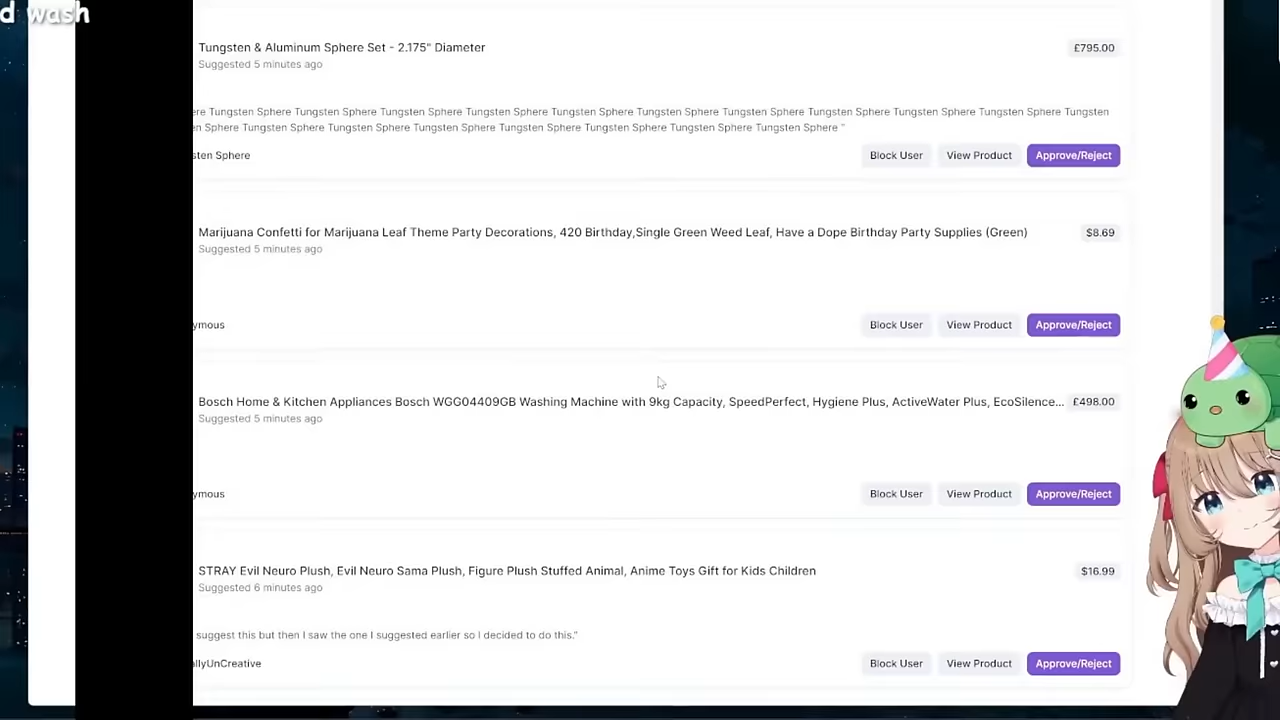 d wash
Tungsten & Aluminum Sphere Set - 2.175" Diameter
£795.00
Suggested 5 minutes ago
ere Tungsten Sphere Tungsten Sphere Tungsten Sphere Tungsten Sphere Tungsten Sphere Tungsten Sphere Tungsten Sphere Tungsten Sphere Tungsten Sphere Tungsten Sphere Tungsten
en Sphere Tungsten Sphere Tungsten Sphere Tungsten Sphere Tungsten Sphere Tungsten Sphere Tungsten Sphere Tungsten Sphere "
sten Sphere
Block User
View Product
Approve/Reject
Marijuana Confetti for Marijuana Leaf Theme Party Decorations, 420 Birthday,Single Green Weed Leaf, Have a Dope Birthday Party Supplies (Green)
$8.69
Suggested 5 minutes ago
ymous
Block User
View Product
Approve/Reject
Bosch Home & Kitchen Appliances Bosch WGG04409GB Washing Machine with 9kg Capacity, SpeedPerfect, Hygiene Plus, ActiveWater Plus, EcoSilence...
£498.00
Suggested 5 minutes ago
ymous
Block User
View Product
Approve/Reject
STRAY Evil Neuro Plush, Evil Neuro Sama Plush, Figure Plush Stuffed Animal, Anime Toys Gift for Kids Children
$16.99
Suggested 6 minutes ago
suggest this but then I saw the one I suggested earlier so I decided to do this."
allyUnCreative
Block User
View Product
Approve/Reject